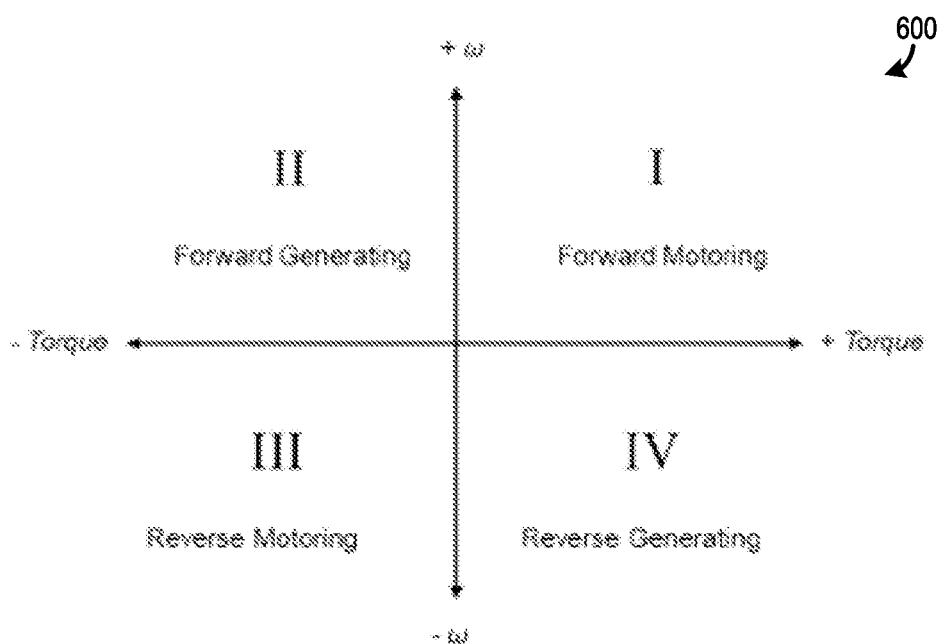 600
+ ω
II
I
Forward Generating
Forward Motoring
- Torque
+ Torque
III
IV
Reverse Motoring
Reverse Generating
- ω